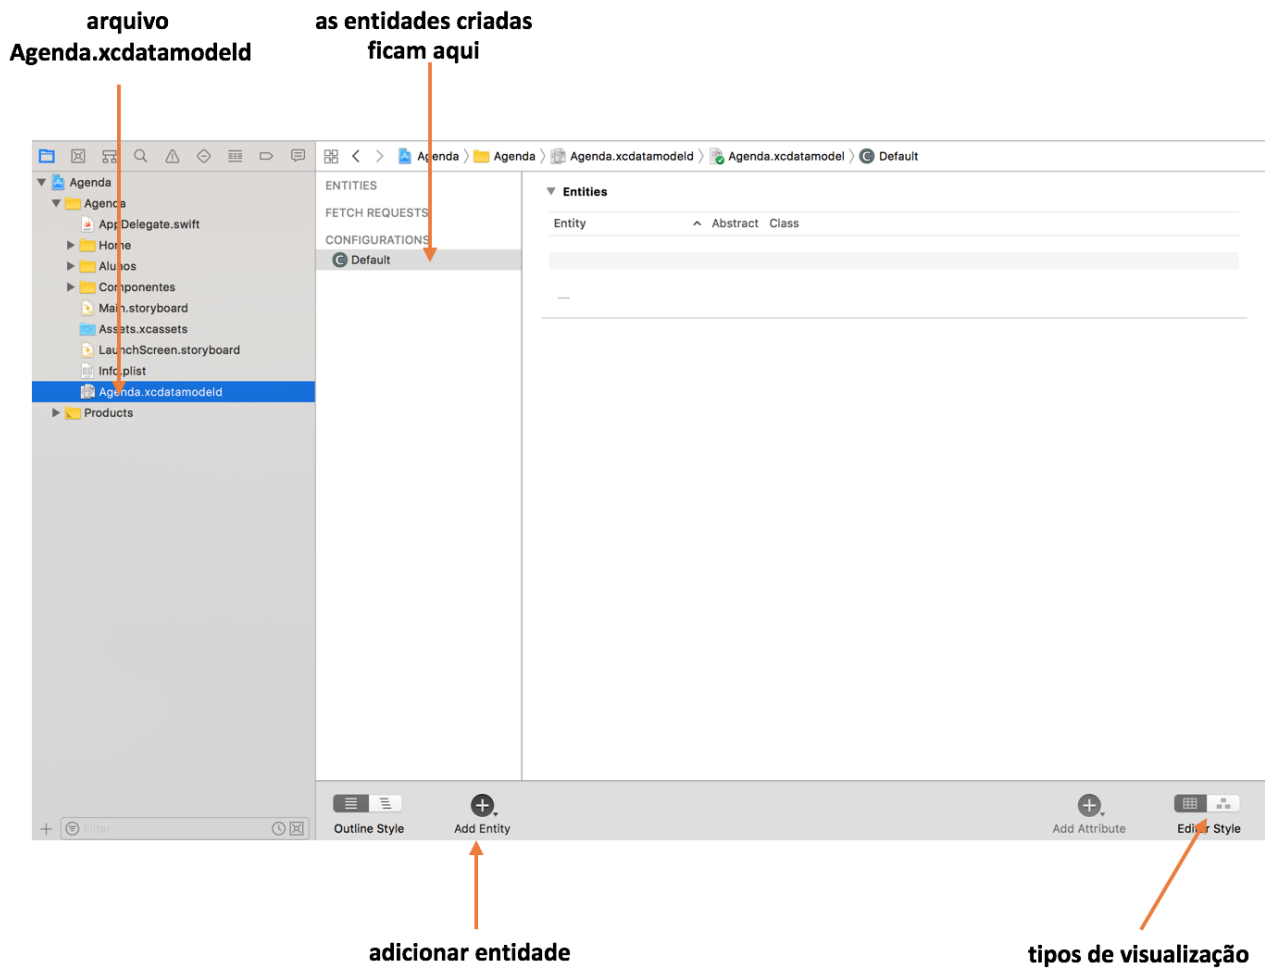 arquivo
Agenda.xcdatamodeld
as entidades criadas
ficam aqui
Agenda
Agenda
AppDelegate.swift
Home
Alunos
Componentes
Main.storyboard
Assets.xcassets
LaunchScreen.storyboard
Info.plist
Agenda.xcdatamodeld
Products
Filter
Agenda Agenda Agenda.xcdatamodeld Agenda.xcdatamodel C Default
ENTITIES
FETCH REQUESTS
CONFIGURATIONS
C Default
Entities
Entity Abstract Class
Outline Style Add Entity Add Attribute Editor Style
adicionar entidade
tipos de visualização